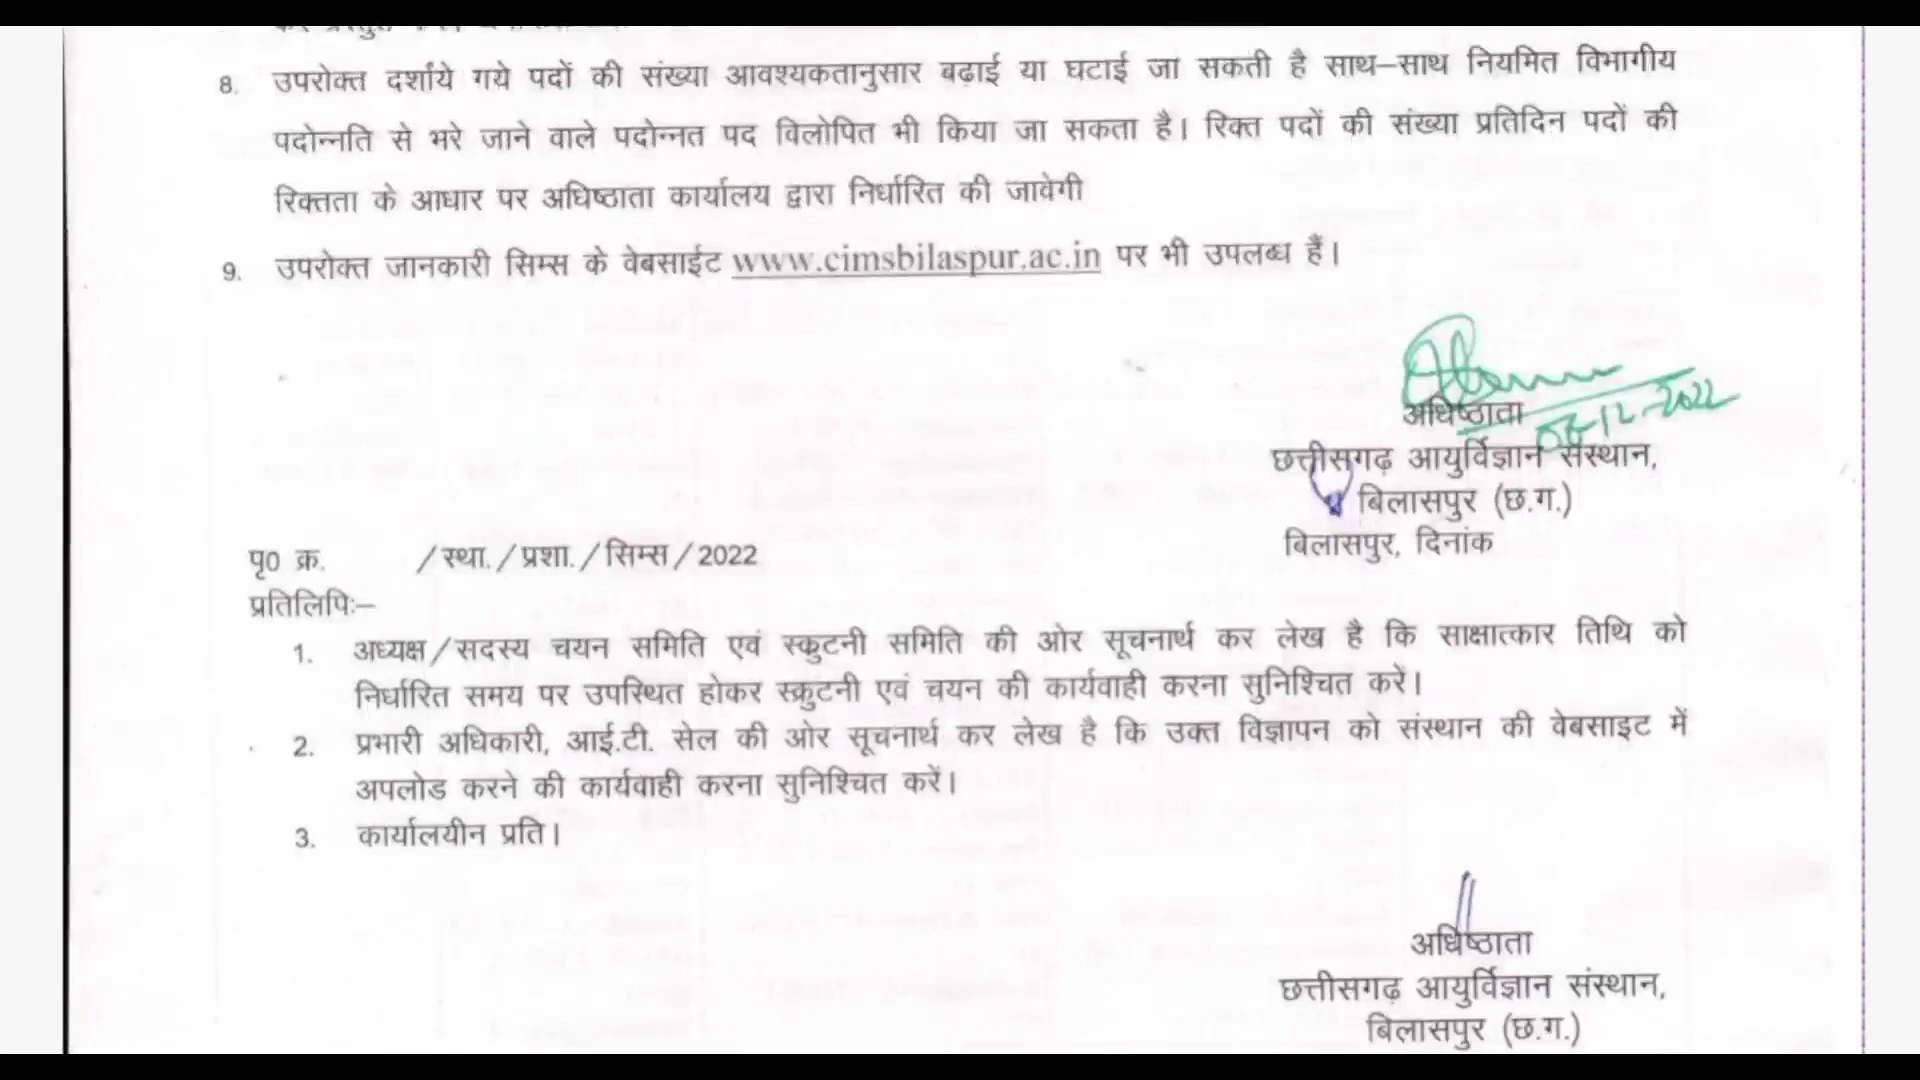 8. उपरोक्त दर्शाये गये पदों की संख्या आवश्यकतानुसार बढाई या घटाई जा सकती है साथ–साथ नियमित विभागीय
पदोन्नति से भरे जाने वाले पदोन्नत पद विलोपित भी किया जा सकता है। रिक्त पदों की संख्या प्रतिदिन पदों की
रिक्तता के आधार पर अधिष्ठाता कार्यालय द्वारा निर्धारित की जावेगी
9. उपरोक्त जानकारी सिम्स के वेबसाईट www.cimsbilaspur.ac.in पर भी उपलब्ध हैं।
अधिष्ठाता
12-2022
छत्तीसगढ़ आयुर्विज्ञान संस्थान,
बिलासपुर (छ.ग.)
बिलासपुर, दिनांक
पृ0 क्र. /स्था./प्रशा./सिम्स/2022
प्रतिलिपिः–
1. अध्यक्ष/सदस्य चयन समिति एवं स्कुटनी समिति की ओर सूचनार्थ कर लेख है कि साक्षात्कार तिथि को
निर्धारित समय पर उपस्थित होकर स्कुटनी एवं चयन की कार्यवाही करना सुनिश्चित करें।
2. प्रभारी अधिकारी, आई.टी. सेल की ओर सूचनार्थ कर लेख है कि उक्त विज्ञापन को संस्थान की वेबसाइट में
अपलोड करने की कार्यवाही करना सुनिश्चित करें।
3. कार्यालयीन प्रति।
अधिष्ठाता
छत्तीसगढ़ आयुर्विज्ञान संस्थान,
बिलासपुर (छ.ग.)